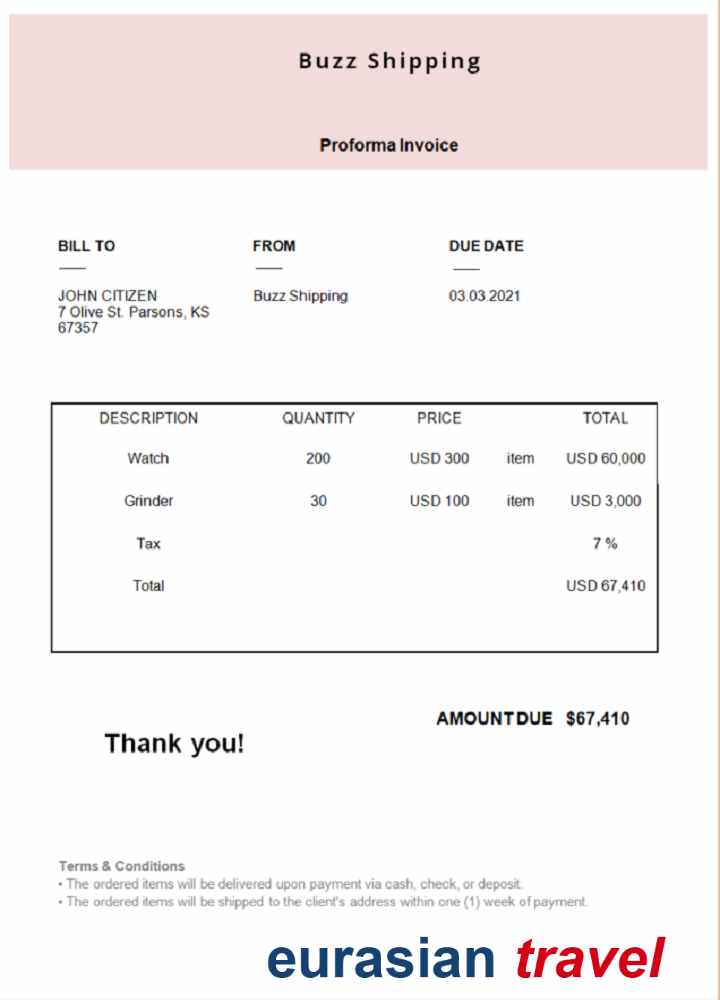 Buzz Shipping
Proforma Invoice
BILL TO FROM DUE DATE
JOHN CITIZEN Buzz Shipping 03.03.2021
7 Olive St. Parsons, KS
67357
DESCRIPTION QUANTITY PRICE TOTAL
Watch 200 USD 300 item USD 60,000
Grinder 30 USD 100 item USD 3,000
Tax 7 %
Total USD 67,410
AMOUNT DUE $67,410
Thank you!
Terms & Conditions
• The ordered items will be delivered upon payment via cash, check, or deposit.
• The ordered items will be shipped to the client's address within one (1) week of payment.
eurasian travel